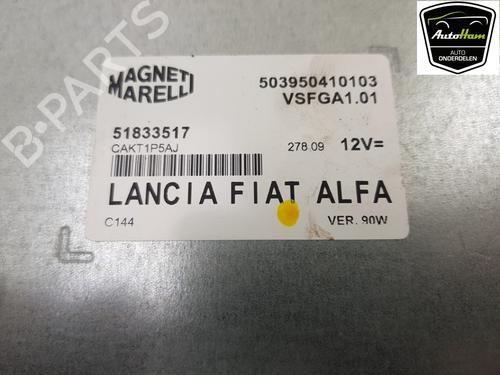 AutoHam
AUTO
ONDERDELEN
B-PARTS
MAGNETI
MARELLI
503950410103
VSFGA1.01
51833517
CAKT1P5AJ
278.09 12V=
LANCIA FIAT ALFA
C144
VER. 90W